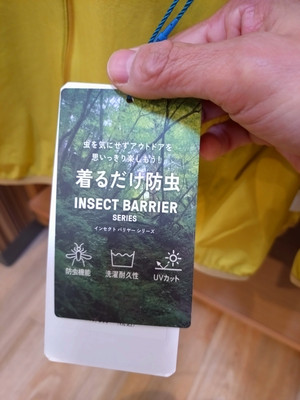 虫を気にせずアウトドアを
思いっきり楽しもう!
着るだけ防虫
INSECT BARRIER
SERIES
インセクト バリヤー シリーズ
防虫機能
洗濯耐久性
UVカット